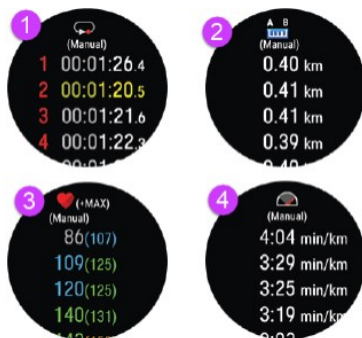 1
(Manual)
1 00:01:26.4
2 00:01:20.5
3 00:01:21.6
4 00:01:22.3
2
A B
(Manual)
0.40 km
0.41 km
0.41 km
0.39 km
3
(+MAX)
(Manual)
86(107)
109(125)
120(125)
140(131)
4
(Manual)
4:04 min/km
3:29 min/km
3:25 min/km
3:19 min/km